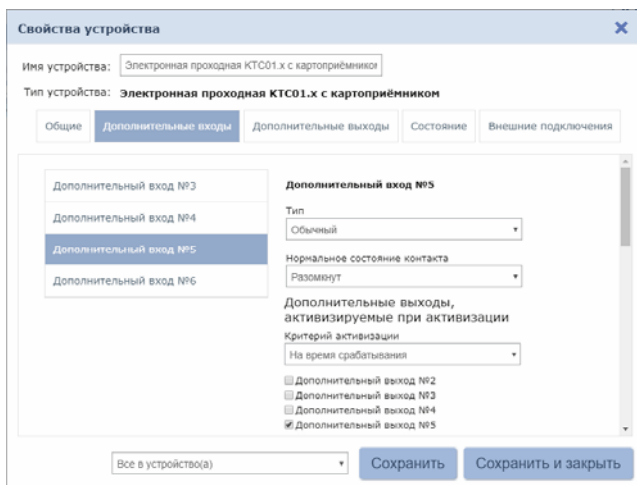 Свойства устройства
Имя устройства: Электронная проходная КТС01.x с картоприёмником
Тип устройства: Электронная проходная КТС01.x с картоприёмником
Общие Дополнительные входы Дополнительные выходы Состояние Внешние подключения
Дополнительный вход №3
Дополнительный вход №4
Дополнительный вход №5
Дополнительный вход №6
Дополнительный вход №5
Тип
Обычный
Нормальное состояние контакта
Разомкнут
Дополнительные выходы,
активизируемые при активизации
Критерий активизации
На время срабатывания
Дополнительный выход №2
Дополнительный выход №3
Дополнительный выход №4
Дополнительный выход №5
Все в устройство(а)
Сохранить
Сохранить и закрыть